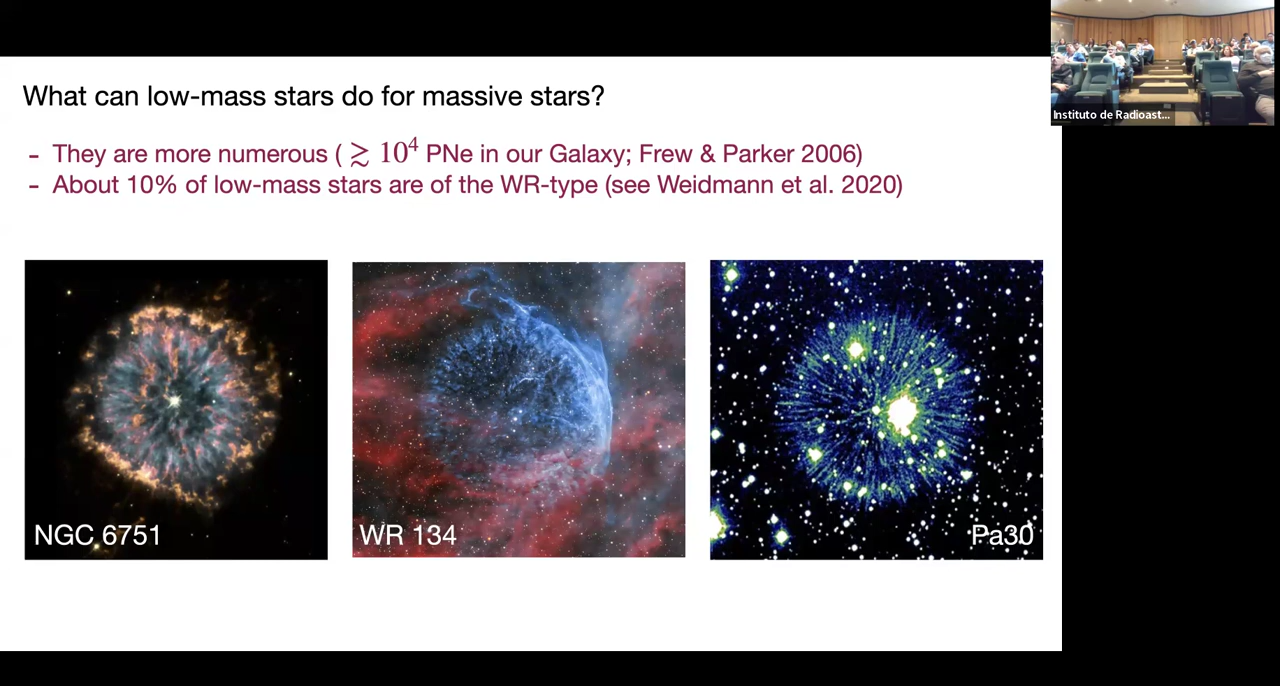 What can low-mass stars do for massive stars?
- They are more numerous ( ≳ 10⁴ PNe in our Galaxy; Frew & Parker 2006)
- About 10% of low-mass stars are of the WR-type (see Weidmann et al. 2020)
NGC 6751
WR 134
Pa30
Instituto de Radioast...